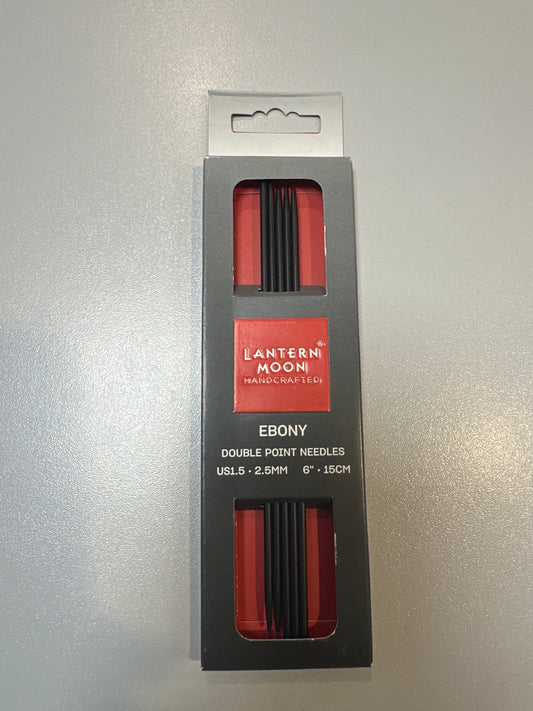 LANTERN®
MOON
HANDCRAFTED
EBONY
DOUBLE POINT NEEDLES
US1.5 • 2.5MM 6" • 15CM